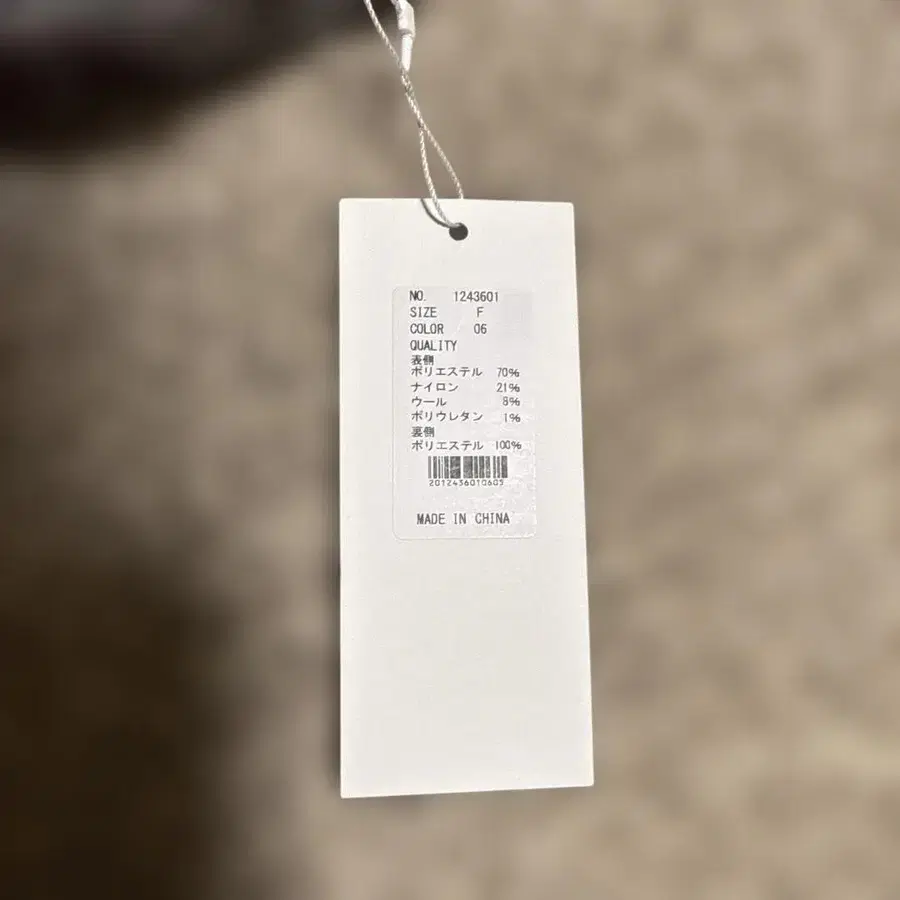 NO. 1243601
SIZE F
COLOR 06
QUALITY
表側
ポリエステル 70%
ナイロン 21%
ウール 8%
ポリウレタン 1%
裏側
ポリエステル 100%
2012436010605
MADE IN CHINA